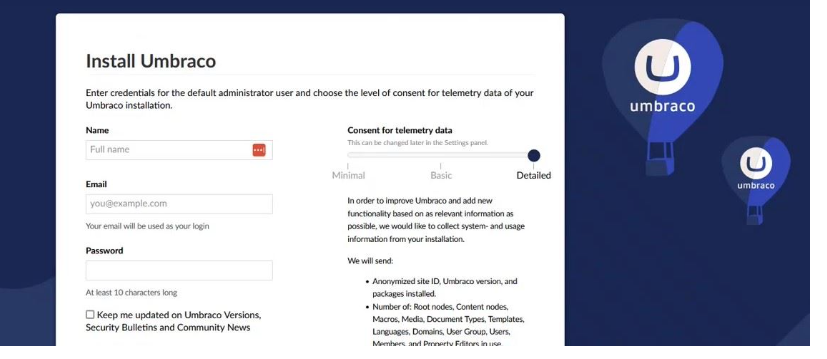 Install Umbraco
Enter credentials for the default administrator user and choose the level of consent for telemetry data of your
Umbraco installation.
Name
Full name
Email
you@example.com
Your email will be used as your login
Password
At least 10 characters long
Keep me updated on Umbraco Versions,
Security Bulletins and Community News
Consent for telemetry data
This can be changed later in the Settings panel
Minimal Basic Detailed
In order to improve Umbraco and add new
functionality based on as relevant information as
possible, we would like to collect system- and usage
information from your installation.
We will send:
• Anonymized site ID, Umbraco version, and
packages installed.
• Number of: Root nodes, Content nodes,
Macros, Media, Document Types, Templates,
Languages, Domains, User Group, Users,
Members, and Property Editors in use
umbraco
umbraco